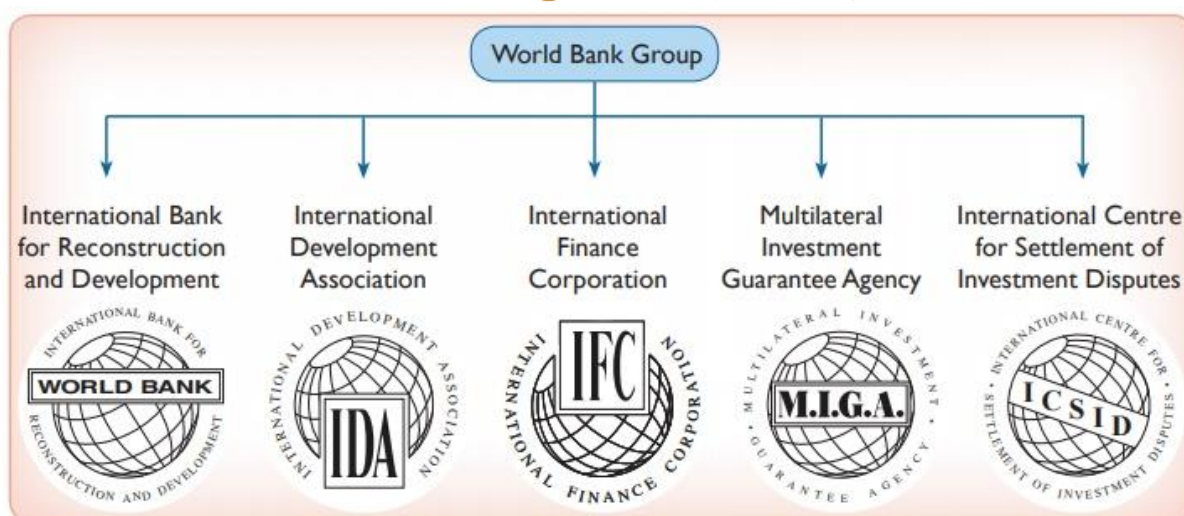 World Bank Group
International Bank
for Reconstruction
and Development
International
Development
Association
International
Finance
Corporation
Multilateral
Investment
Guarantee Agency
International Centre
for Settlement of
Investment Disputes
INTERNATIONAL BANK FOR
WORLD BANK
RECONSTRUCTION AND DEVELOPMENT
INTERNATIONAL DEVELOPMENT ASSOCIATION
IDA
IFC
INTERNATIONAL FINANCE CORPORATION
MULTILATERAL INVESTMENT
M.I.G.A.
GUARANTEE AGENCY
INTERNATIONAL CENTRE FOR
ICSID
SETTLEMENT OF INVESTMENT DISPUTES